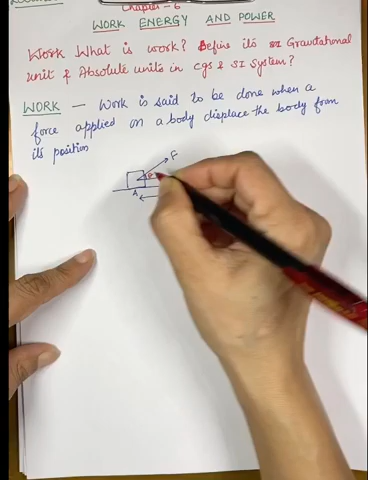 Chapter - 6
WORK ENERGY AND POWER
Work What is work? Define its SI Gravitational
unit & Absolute units in cgs & SI System?
WORK — Work is said to be done when a
force applied on a body displace the body from
its position
F
A